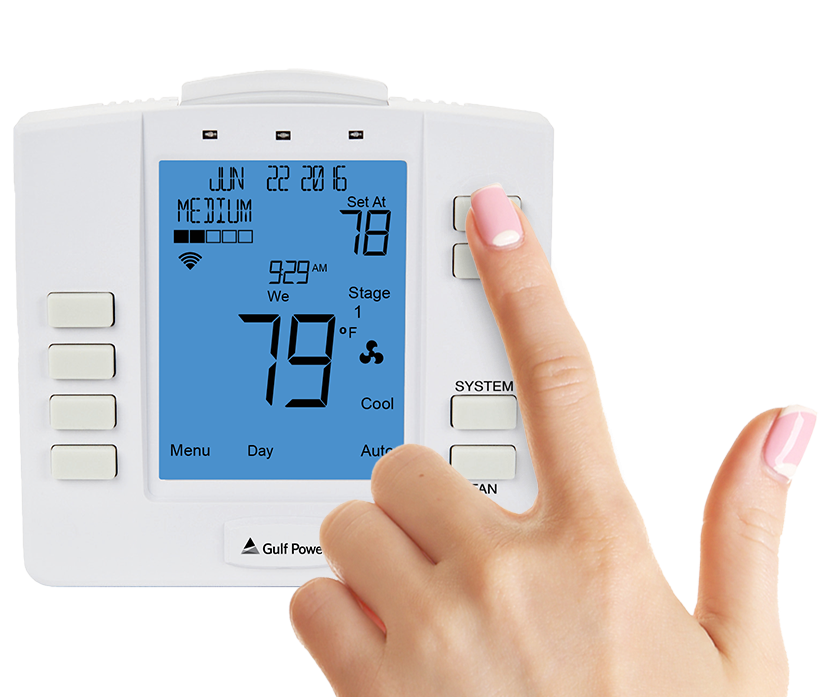 JUN 22 2016
MEDIUM
Set At
78
9:29 AM
We
Stage
1
79 °F
Cool
Menu Day Auto
SYSTEM
Gulf Power